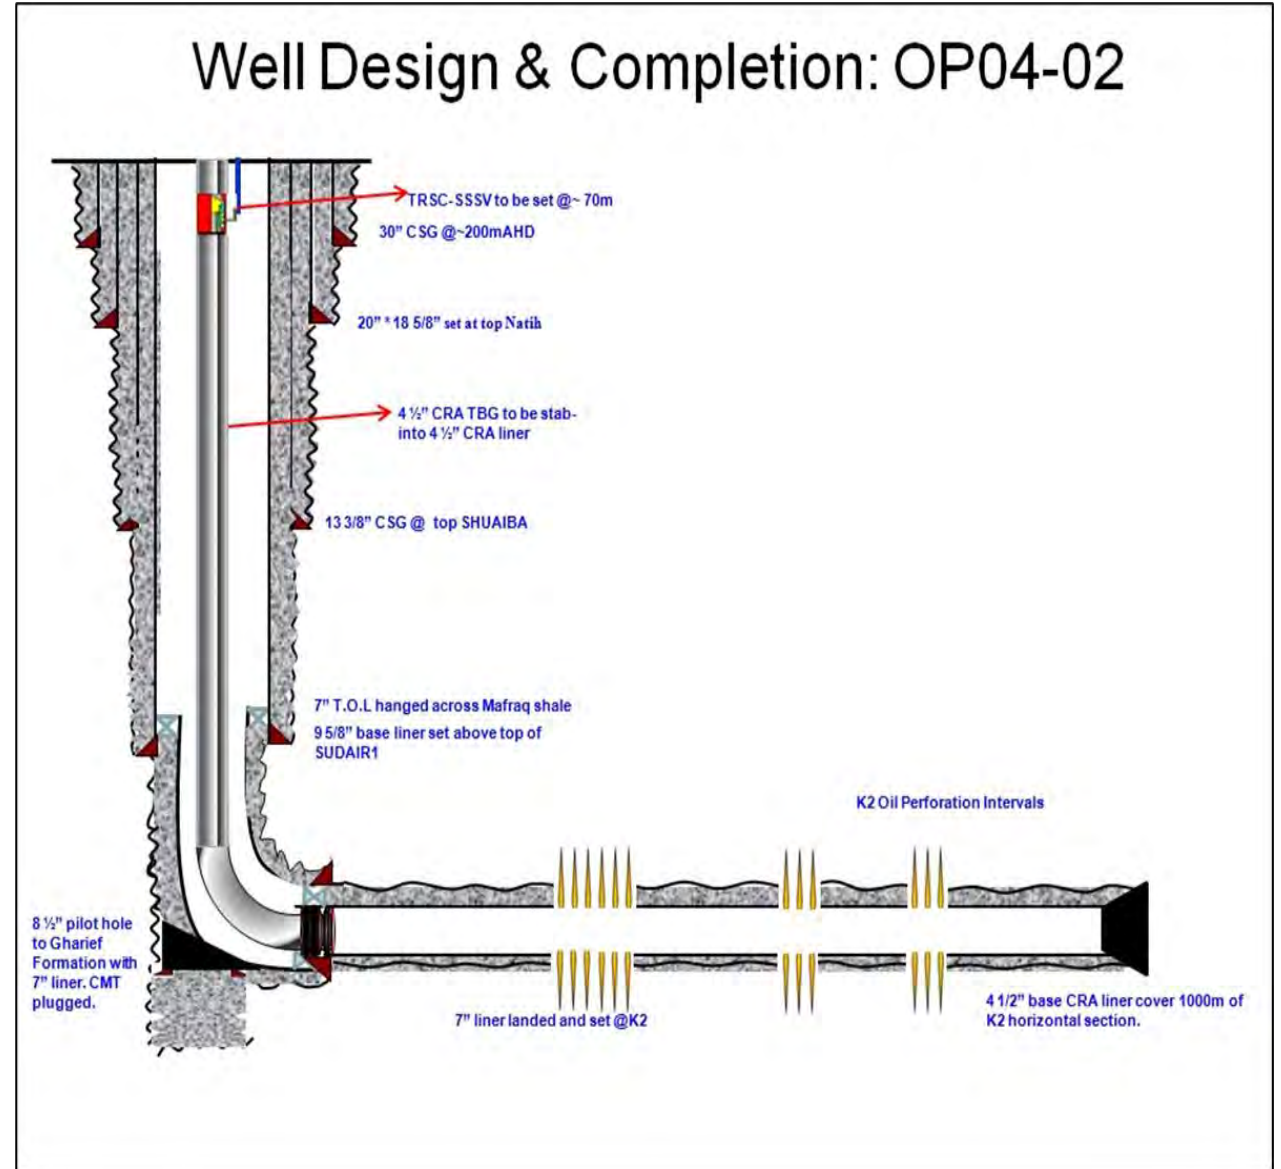 Well Design & Completion: OP04-02
TRSC-SSSV to be set @~ 70m
30” CSG @~200mAHD
20” * 18 5/8” set at top Natih
4 ½” CRA TBG to be stab-
into 4 ½” CRA liner
13 3/8” CSG @ top SHUAIBA
7” T.O.L hanged across Mafraq shale
9 5/8” base liner set above top of
SUDAIR1
K2 Oil Perforation Intervals
8 ½” pilot hole
to Gharief
Formation with
7” liner. CMT
plugged.
7” liner landed and set @K2
4 1/2” base CRA liner cover 1000m of
K2 horizontal section.